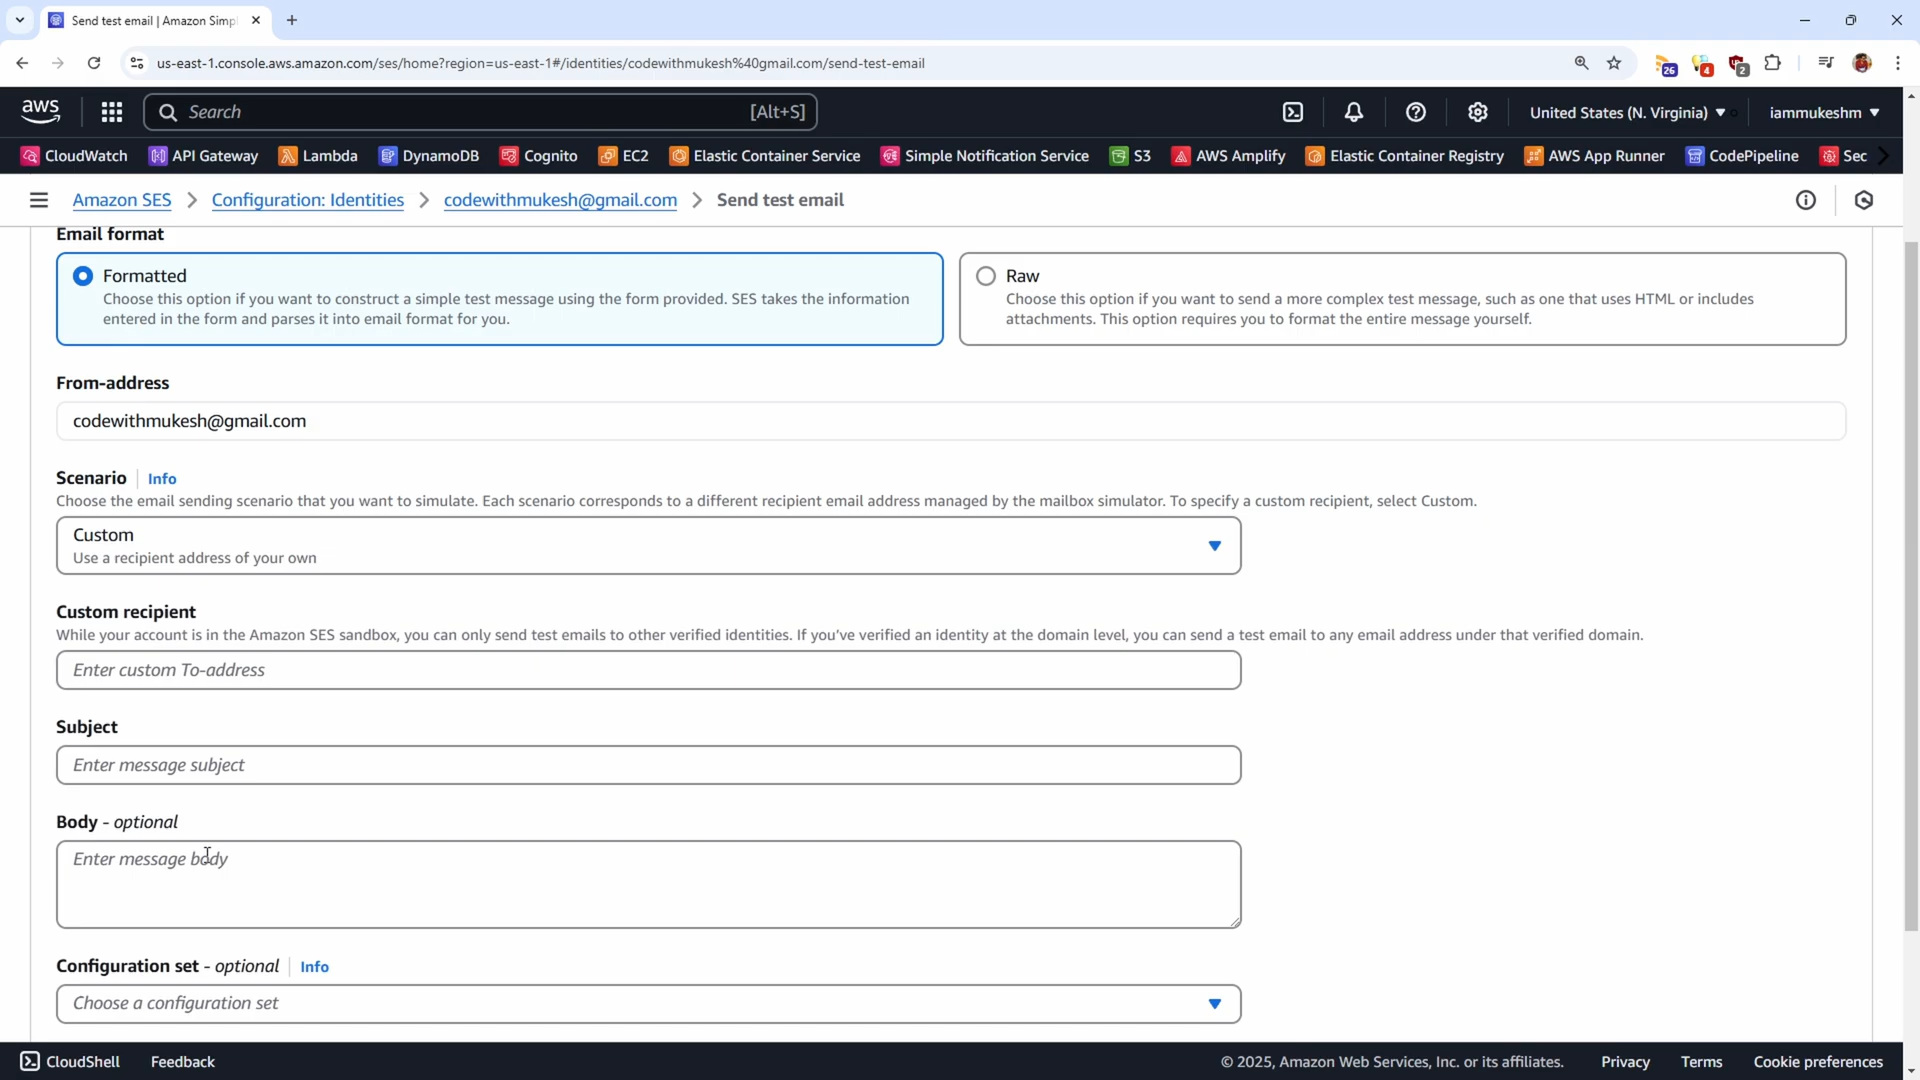 Send test email | Amazon Simpl
us-east-1.console.aws.amazon.com/ses/home?region=us-east-1#/identities/codewithmukesh%40gmail.com/send-test-email
26
4
2
aws
Search
[Alt+S]
United States (N. Virginia)
iammukeshm
CloudWatch
API Gateway
Lambda
DynamoDB
Cognito
EC2
Elastic Container Service
Simple Notification Service
S3
AWS Amplify
Elastic Container Registry
AWS App Runner
CodePipeline
Sec
Amazon SES
Configuration: Identities
codewithmukesh@gmail.com
Send test email
Email format
Formatted
Choose this option if you want to construct a simple test message using the form provided. SES takes the information
entered in the form and parses it into email format for you.
Raw
Choose this option if you want to send a more complex test message, such as one that uses HTML or includes
attachments. This option requires you to format the entire message yourself.
From-address
codewithmukesh@gmail.com
Scenario
Info
Choose the email sending scenario that you want to simulate. Each scenario corresponds to a different recipient email address managed by the mailbox simulator. To specify a custom recipient, select Custom.
Custom
Use a recipient address of your own
Custom recipient
While your account is in the Amazon SES sandbox, you can only send test emails to other verified identities. If you've verified an identity at the domain level, you can send a test email to any email address under that verified domain.
Enter custom To-address
Subject
Enter message subject
Body - optional
Enter message body
Configuration set - optional
Info
Choose a configuration set
CloudShell
Feedback
© 2025, Amazon Web Services, Inc. or its affiliates.
Privacy
Terms
Cookie preferences